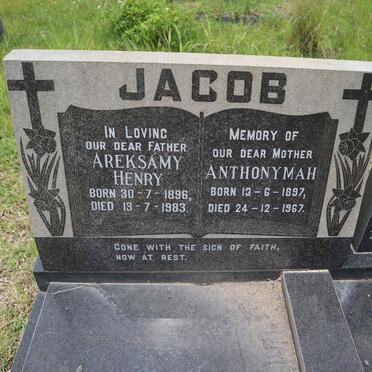 JACOB
IN LOVING
OUR DEAR FATHER
AREKSAMY
HENRY
BORN 30-7-1896,
DIED 13-7-1983.
MEMORY OF
OUR DEAR MOTHER
ANTHONYMAH
BORN 13-6-1897,
DIED 24-12-1967.
GONE WITH THE SIGN OF FAITH,
NOW AT REST.